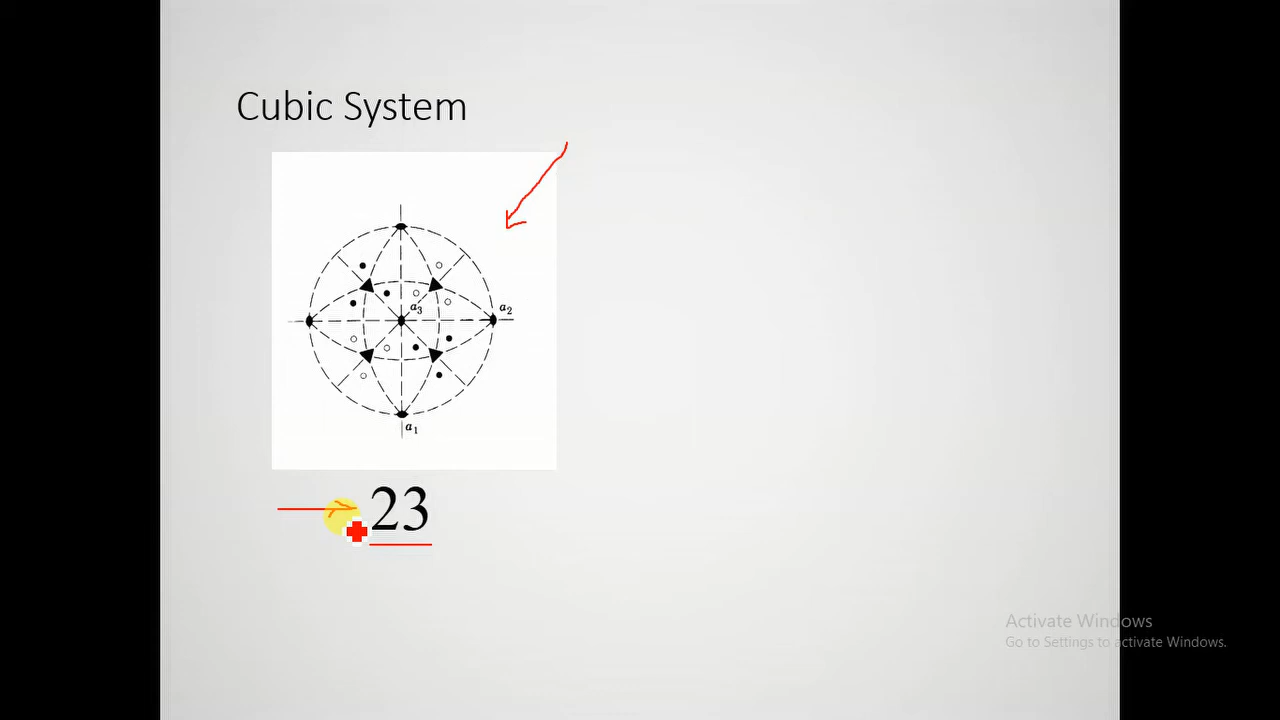 Cubic System
a3
a2
a1
23
Activate Windows
Go to Settings to activate Windows.